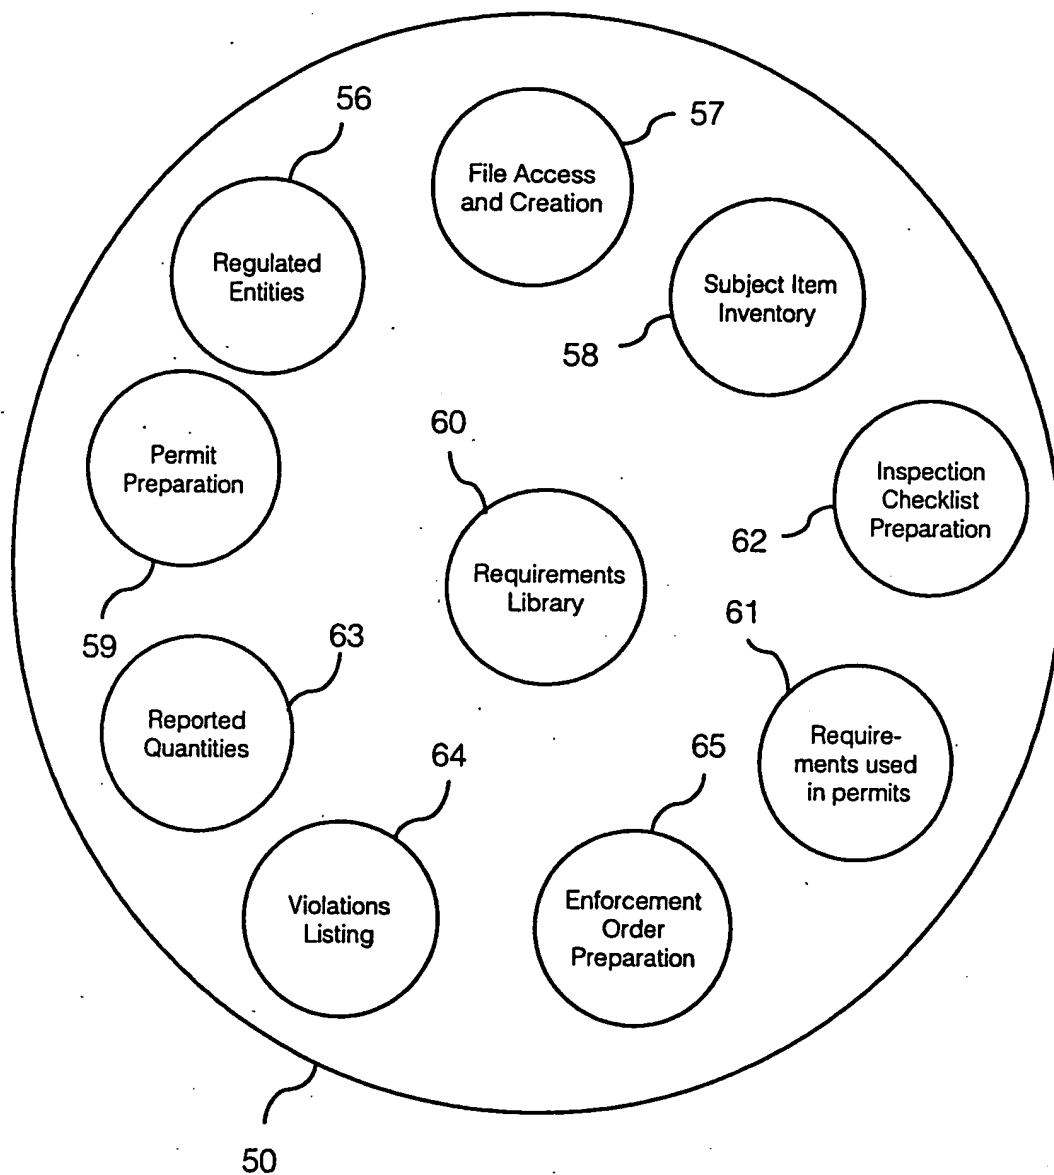 56
57
File Access
and Creation
Regulated
Entities
Subject Item
Inventory
58
60
Permit
Preparation
Inspection
Checklist
Preparation
62
Requirements
Library
61
59
63
Reported
Quantities
Require-
ments used
in permits
64
65
Violations
Listing
Enforcement
Order
Preparation
50